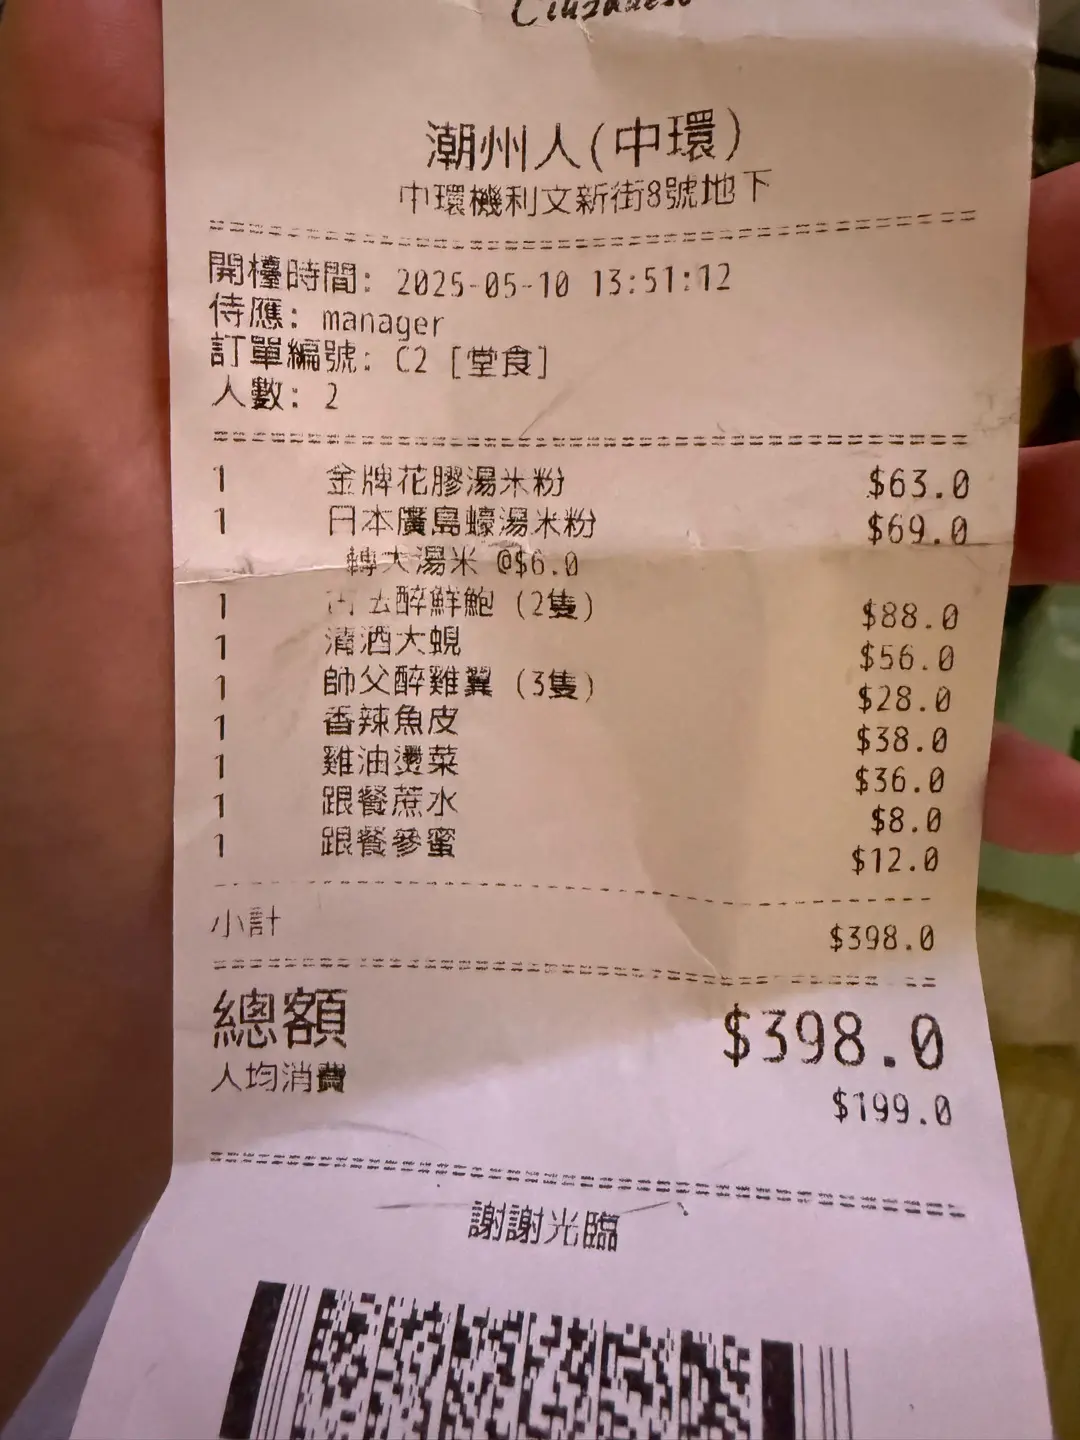 潮州人(中環)
中環機利文新街8號地下
開檯時間: 2025-05-10 13:51:12
侍應: manager
訂單編號: C2 [堂食]
人數: 2
1 金牌花膠湯米粉 $63.0
1 日本廣島蠔湯米粉 $69.0
轉大湯米 @$6.0
1 醉鮮鮑 (2隻) $88.0
1 清酒大蜆 $56.0
1 師父醉雞翼 (3隻) $28.0
1 香辣魚皮 $38.0
1 雞油燙菜 $36.0
1 跟餐蔗水 $8.0
1 跟餐參蜜 $12.0
小計 $398.0
總額 $398.0
人均消費 $199.0
謝謝光臨